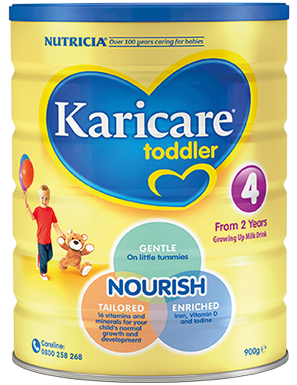 NUTRICIA Over 100 years caring for babies
Karicare®
toddler
4
From 2 Years
Growing Up Milk Drink
GENTLE
On little tummies
NOURISH
TAILORED
16 vitamins and
minerals for your
child's normal
growth and
development
ENRICHED
Iron, Vitamin D
and Iodine
Careline:
0800 258 268
900g℮